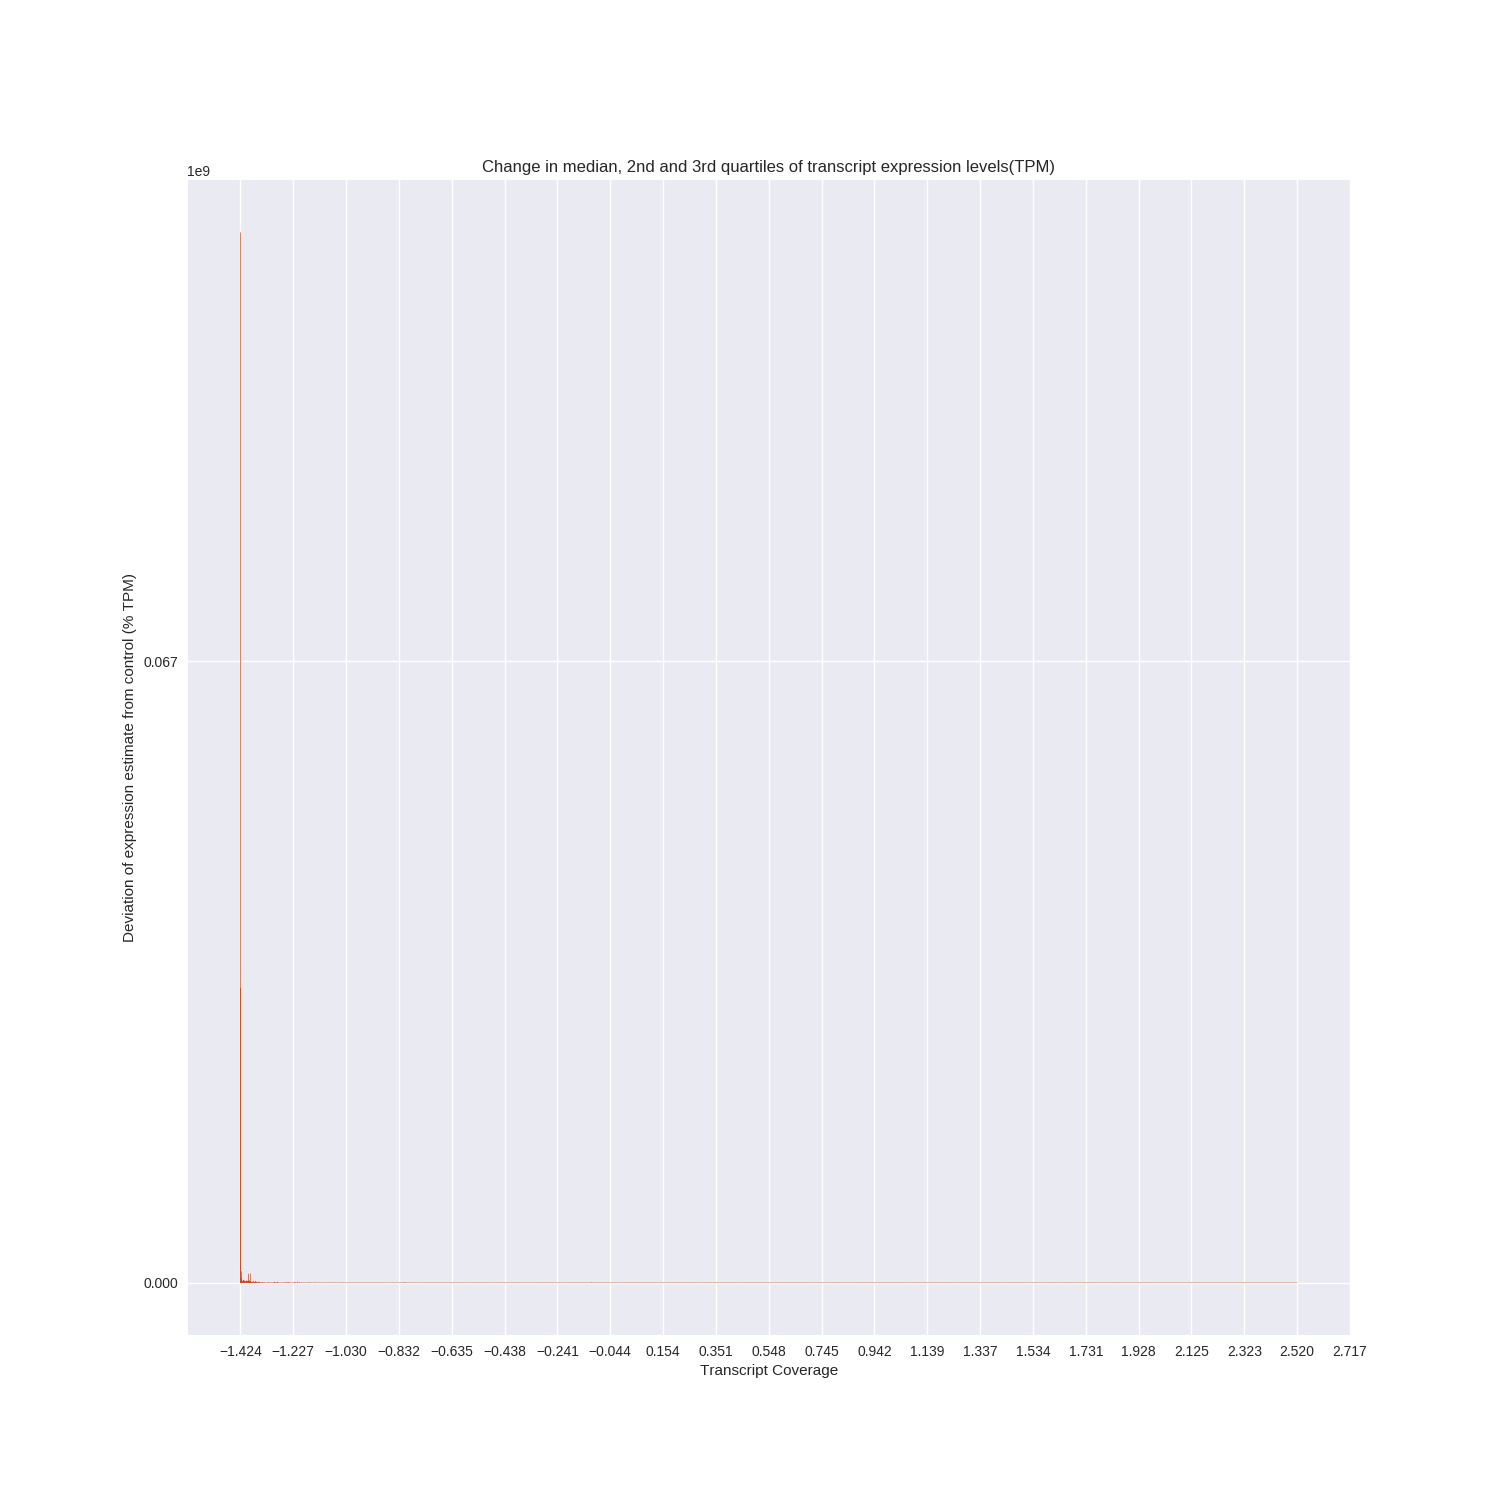 Change in median, 2nd and 3rd quartiles of transcript expression levels(TPM)
1e9
Deviation of expression estimate from control (% TPM)
0.067
0.000
−1.424 −1.227 −1.030 −0.832 −0.635 −0.438 −0.241 −0.044 0.154 0.351 0.548 0.745 0.942 1.139 1.337 1.534 1.731 1.928 2.125 2.323 2.520 2.717
Transcript Coverage